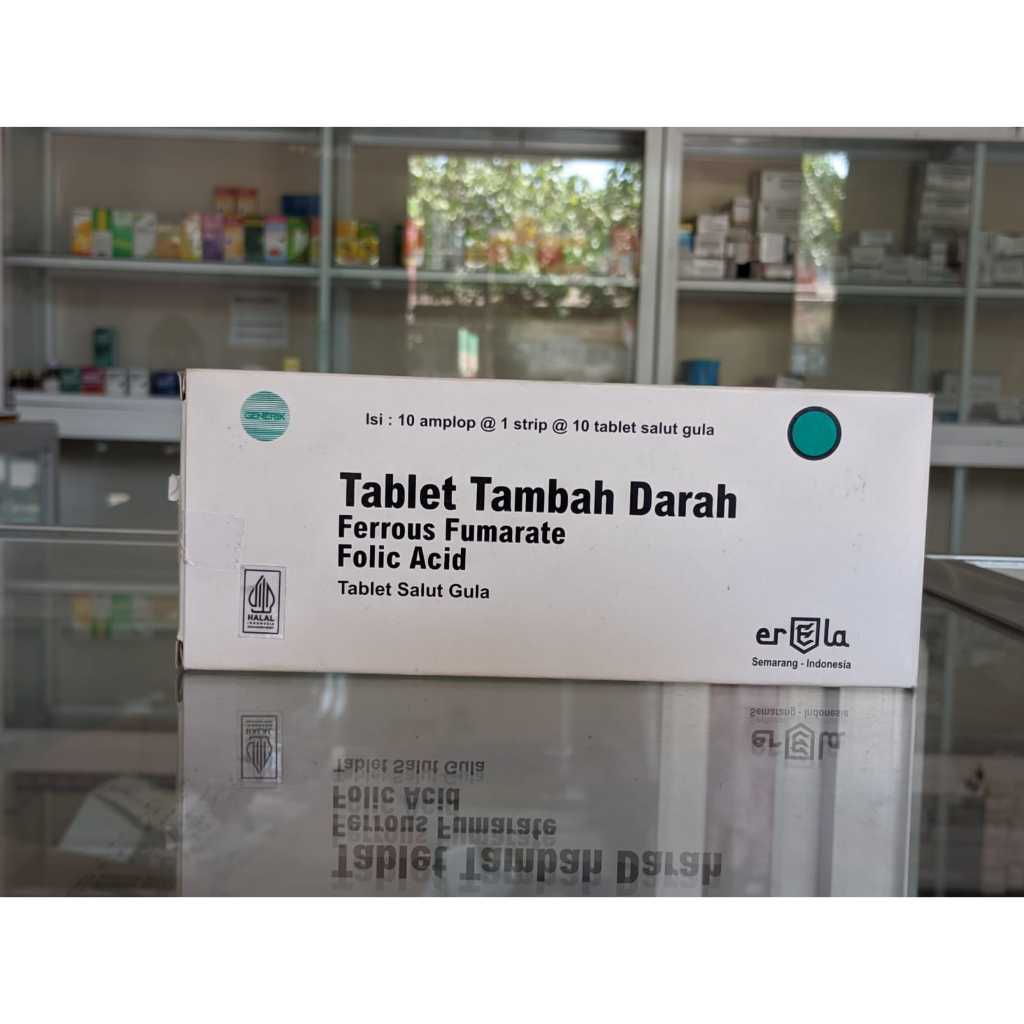 GENERIK
Isi : 10 amplop @ 1 strip @ 10 tablet salut gula
Tablet Tambah Darah
Ferrous Fumarate
Folic Acid
Tablet Salut Gula
HALAL
INDONESIA
erela
Semarang - Indonesia